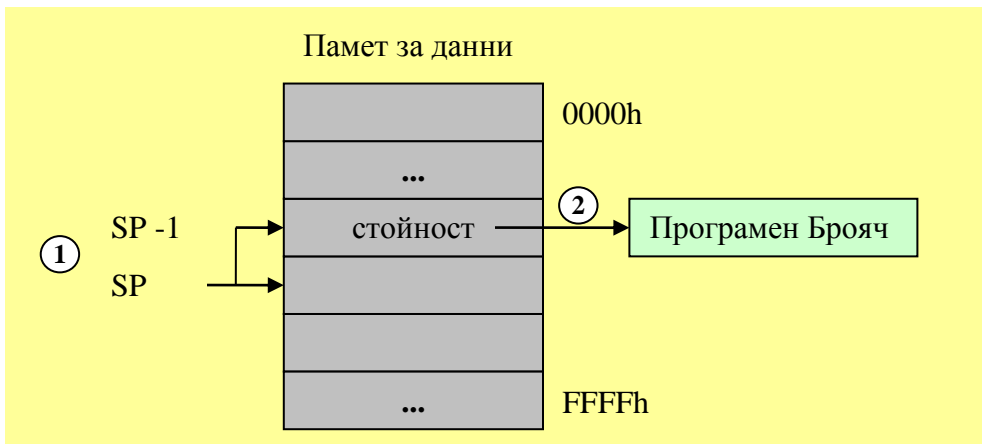 Памет за данни
0000h
...
2
SP -1
стойност
Програмен Брояч
1
SP
...
FFFFh